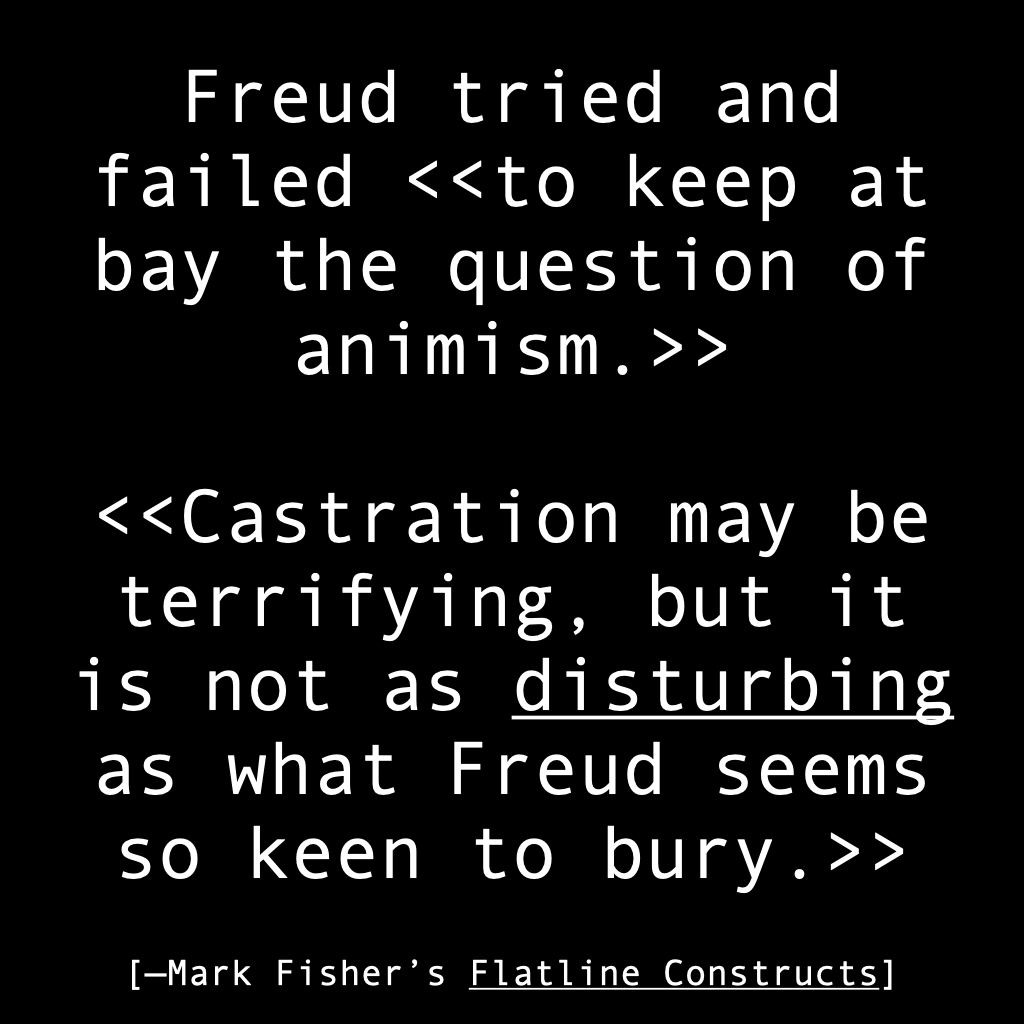 Freud tried and
failed <<to keep at
bay the question of
animism.>>
<<Castration may be
terrifying, but it
is not as disturbing
as what Freud seems
so keen to bury.>>
[—Mark Fisher’s Flatline Constructs]